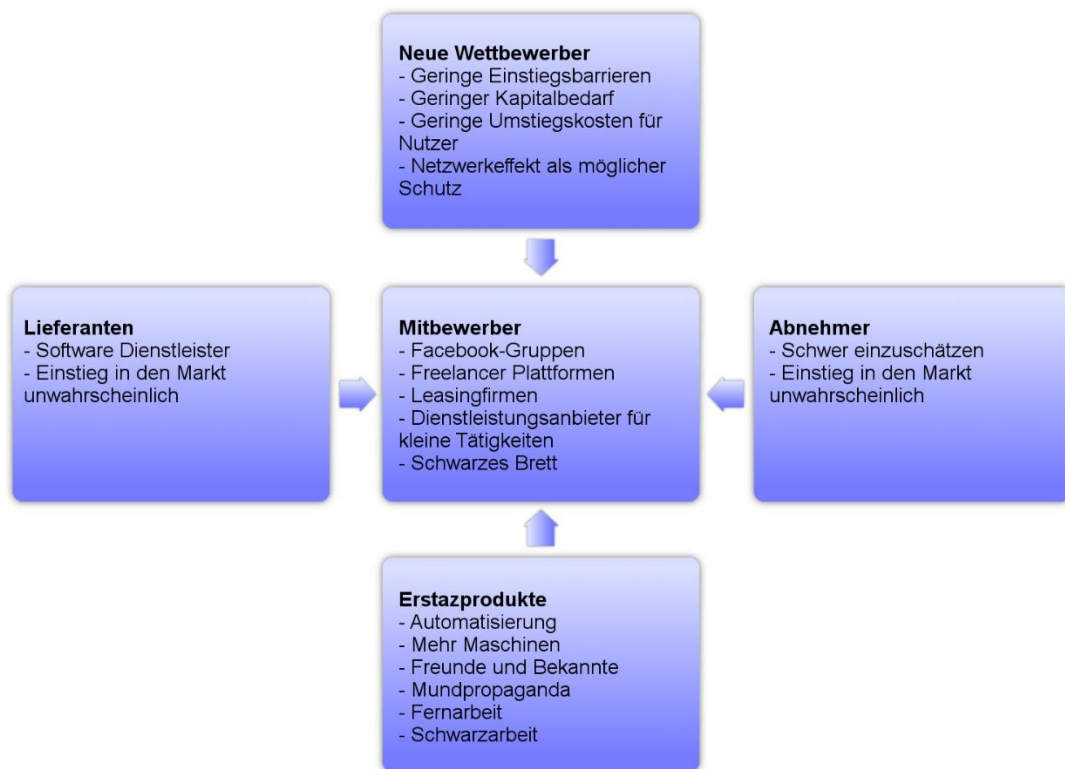 Neue Wettbewerber
- Geringe Einstiegsbarrieren
- Geringer Kapitalbedarf
- Geringe Umstiegskosten für
Nutzer
- Netzwerkeffekt als möglicher
Schutz
Lieferanten
- Software Dienstleister
- Einstieg in den Markt
unwahrscheinlich
Mitbewerber
- Facebook-Gruppen
- Freelancer Plattformen
- Leasingfirmen
- Dienstleistungsanbieter für
kleine Tätigkeiten
- Schwarzes Brett
Abnehmer
- Schwer einzuschätzen
- Einstieg in den Markt
unwahrscheinlich
Erstazprodukte
- Automatisierung
- Mehr Maschinen
- Freunde und Bekannte
- Mundpropaganda
- Fernarbeit
- Schwarzarbeit